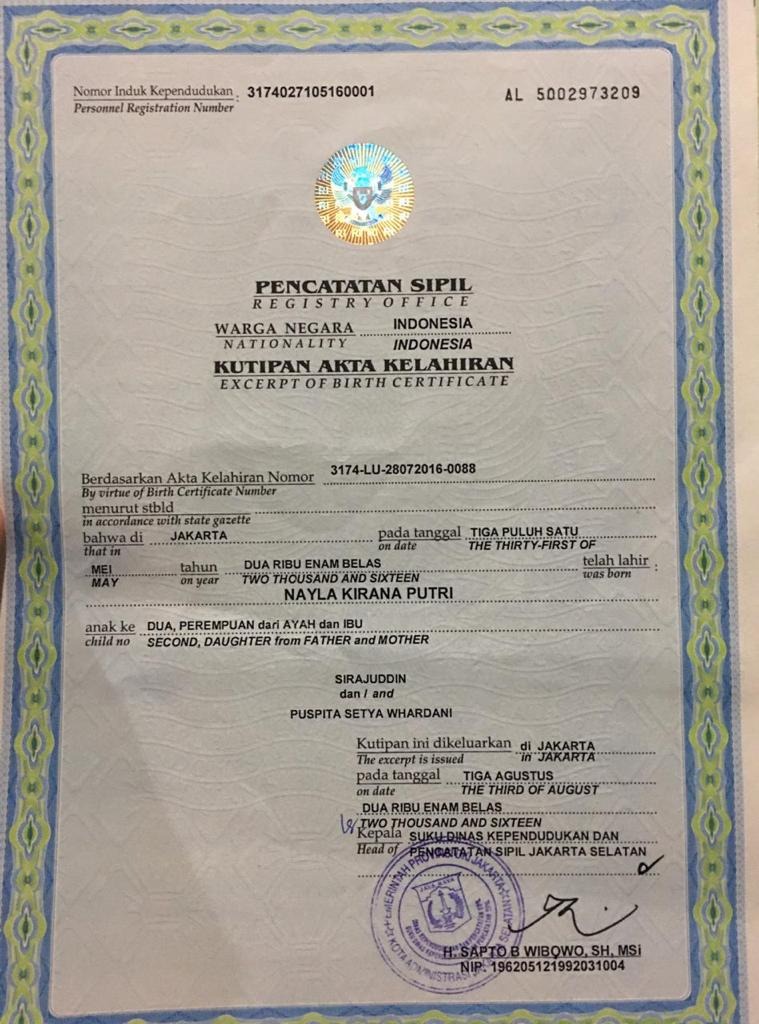 Nomor Induk Kependudukan : 3174027105160001
Personnel Registration Number
AL 5002973209
PENCATATAN SIPIL
REGISTRY OFFICE
WARGA NEGARA INDONESIA
NATIONALITY INDONESIA
KUTIPAN AKTA KELAHIRAN
EXCERPT OF BIRTH CERTIFICATE
Berdasarkan Akta Kelahiran Nomor 3174-LU-28072016-0088
By virtue of Birth Certificate Number
menurut stbld
in accordance with state gazette
bahwa di JAKARTA pada tanggal TIGA PULUH SATU
that in on date THE THIRTY-FIRST OF
MEI tahun DUA RIBU ENAM BELAS telah lahir :
MAY on year TWO THOUSAND AND SIXTEEN was born
NAYLA KIRANA PUTRI
anak ke DUA, PEREMPUAN dari AYAH dan IBU
child no SECOND, DAUGHTER from FATHER and MOTHER
SIRAJUDDIN
dan / and
PUSPITA SETYA WHARDANI
Kutipan ini dikeluarkan di JAKARTA
The excerpt is issued in JAKARTA
pada tanggal TIGA AGUSTUS
on date THE THIRD OF AUGUST
DUA RIBU ENAM BELAS
TWO THOUSAND AND SIXTEEN
Kepala SUKU DINAS KEPENDUDUKAN DAN
Head of PENCATATAN SIPIL JAKARTA SELATAN
PEMERINTAH PROVINSI DKI JAKARTA
JAYA RAYA
KOTA ADMINISTRASI JAKARTA SELATAN
H. SAPTO B WIBOWO, SH, MSi
NIP. 196205121992031004